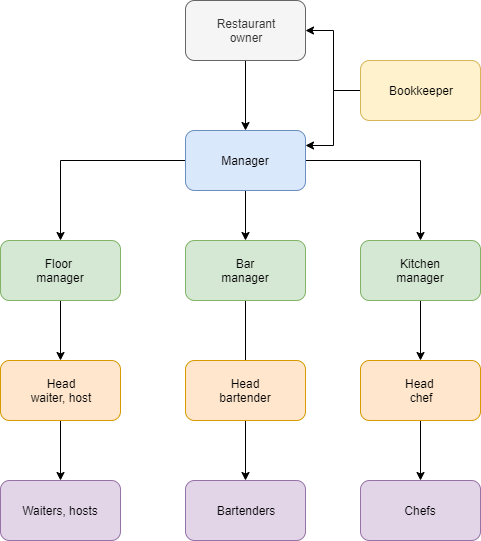 Restaurant
owner
Bookkeeper
Manager
Floor
manager
Bar
manager
Kitchen
manager
Head
waiter, host
Head
bartender
Head
chef
Waiters, hosts
Bartenders
Chefs